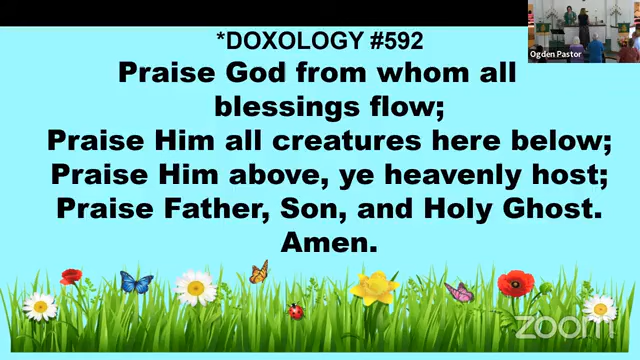 *DOXOLOGY #592
Praise God from whom all
blessings flow;
Praise Him all creatures here below;
Praise Him above, ye heavenly host;
Praise Father, Son, and Holy Ghost.
Amen.
Ogden Pastor
zoom